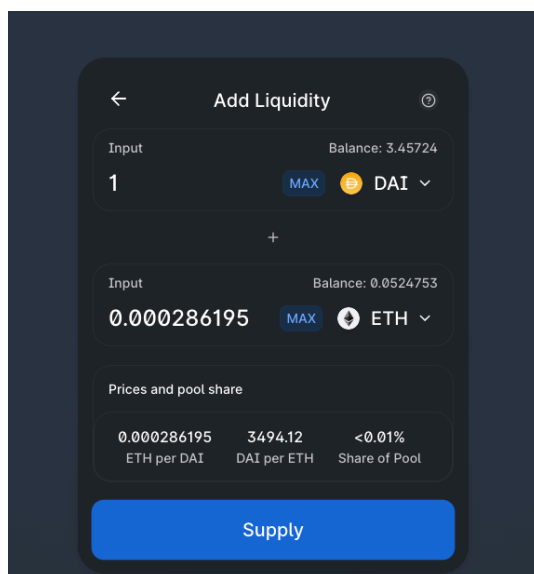 Add Liquidity
Input Balance: 3.45724
1 MAX DAI
+
Input Balance: 0.0524753
0.000286195 MAX ETH
Prices and pool share
0.000286195 3494.12 <0.01%
ETH per DAI DAI per ETH Share of Pool
Supply